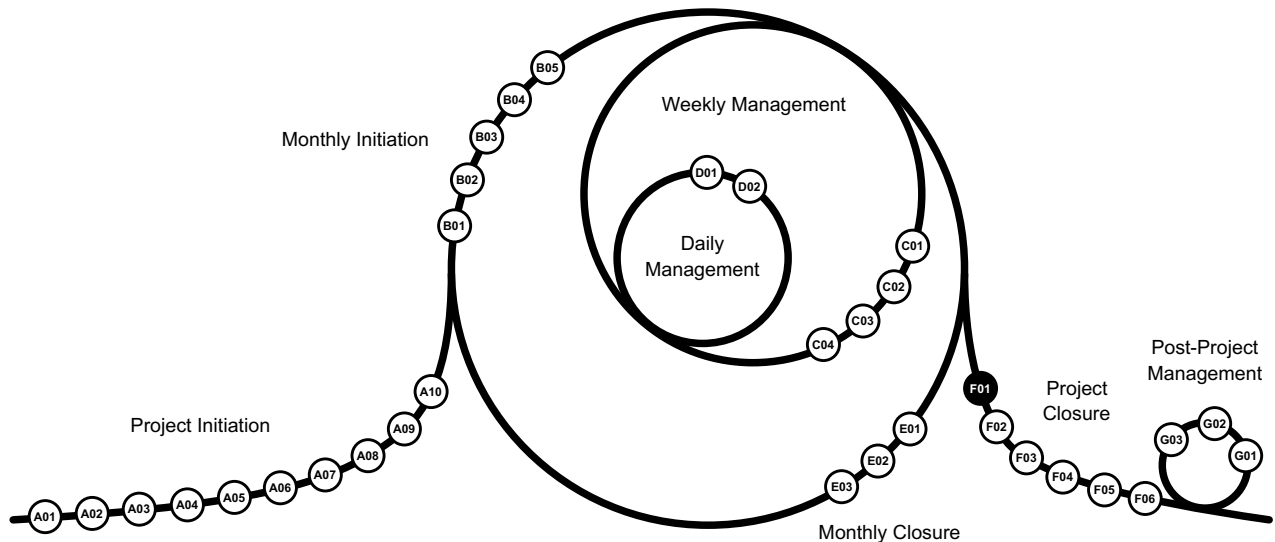 Project Initiation
A01
A02
A03
A04
A05
A06
A07
A08
A09
A10
Monthly Initiation
B01
B02
B03
B04
B05
Weekly Management
C01
C02
C03
C04
Daily
Management
D01
D02
Monthly Closure
E01
E02
E03
Project
Closure
F01
F02
F03
F04
F05
F06
Post-Project
Management
G01
G02
G03